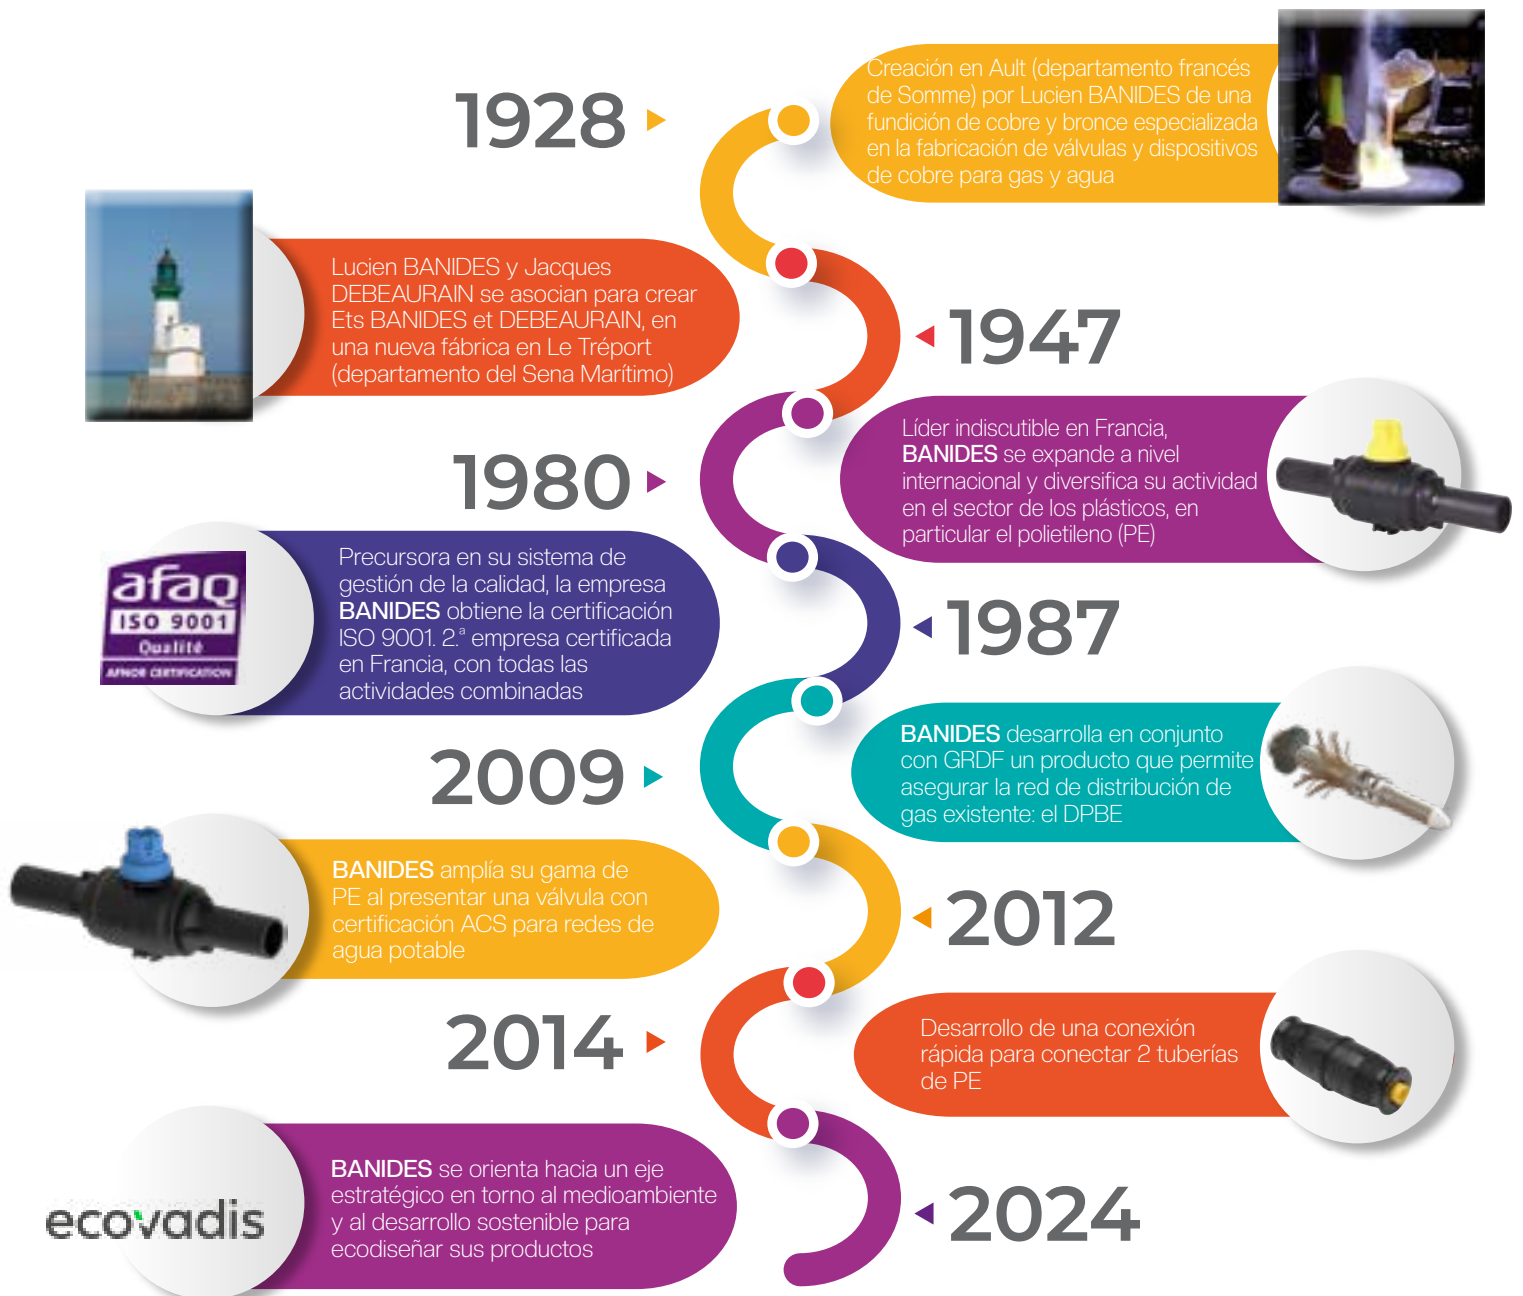 1928
Creación en Ault (departamento francés
de Somme) por Lucien BANIDES de una
fundición de cobre y bronce especializada
en la fabricación de válvulas y dispositivos
de cobre para gas y agua
Lucien BANIDES y Jacques
DEBEAURAIN se asocian para crear
Ets BANIDES et DEBEAURAIN, en
una nueva fábrica en Le Tréport
(departamento del Sena Marítimo)
1947
1980
Líder indiscutible en Francia,
BANIDES se expande a nivel
internacional y diversifica su actividad
en el sector de los plásticos, en
particular el polietileno (PE)
afaq
ISO 9001
Qualité
AFNOR CERTIFICATION
Precursora en su sistema de
gestión de la calidad, la empresa
BANIDES obtiene la certificación
ISO 9001. 2.ª empresa certificada
en Francia, con todas las
actividades combinadas
1987
2009
BANIDES desarrolla en conjunto
con GRDF un producto que permite
asegurar la red de distribución de
gas existente: el DPBE
BANIDES amplía su gama de
PE al presentar una válvula con
certificación ACS para redes de
agua potable
2012
2014
Desarrollo de una conexión
rápida para conectar 2 tuberías
de PE
ecovadis
BANIDES se orienta hacia un eje
estratégico en torno al medioambiente
y al desarrollo sostenible para
ecodiseñar sus productos
2024